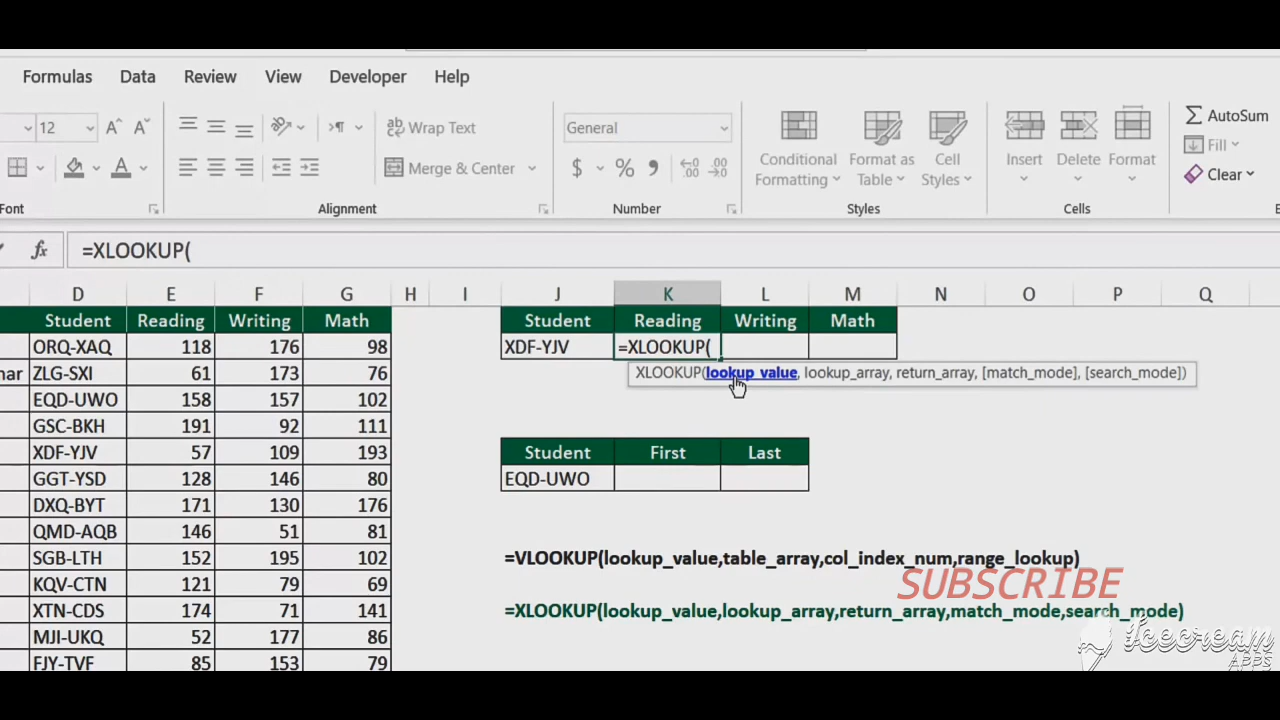 Formulas Data Review View Developer Help
12 Wrap Text General AutoSum
Fill
Merge & Center $ % Conditional Formatting Format as Table Cell Styles Insert Delete Format Clear
Font Alignment Number Styles Cells
fx =XLOOKUP(
D E F G H I J K L M N O P Q
Student Reading Writing Math Student Reading Writing Math
ORQ-XAQ 118 176 98 XDF-YJV =XLOOKUP(
mar ZLG-SXI 61 173 76 XLOOKUP(lookup_value, lookup_array, return_array, [match_mode], [search_mode])
EQD-UWO 158 157 102
GSC-BKH 191 92 111
XDF-YJV 57 109 193 Student First Last
GGT-YSD 128 146 80 EQD-UWO
DXQ-BYT 171 130 176
QMD-AQB 146 51 81
SGB-LTH 152 195 102 =VLOOKUP(lookup_value,table_array,col_index_num,range_lookup)
KQV-CTN 121 79 69 SUBSCRIBE
XTN-CDS 174 71 141 =XLOOKUP(lookup_value,lookup_array,return_array,match_mode,search_mode)
MJI-UKQ 52 177 86 Icecream
FJY-TVF 85 153 79 APPS